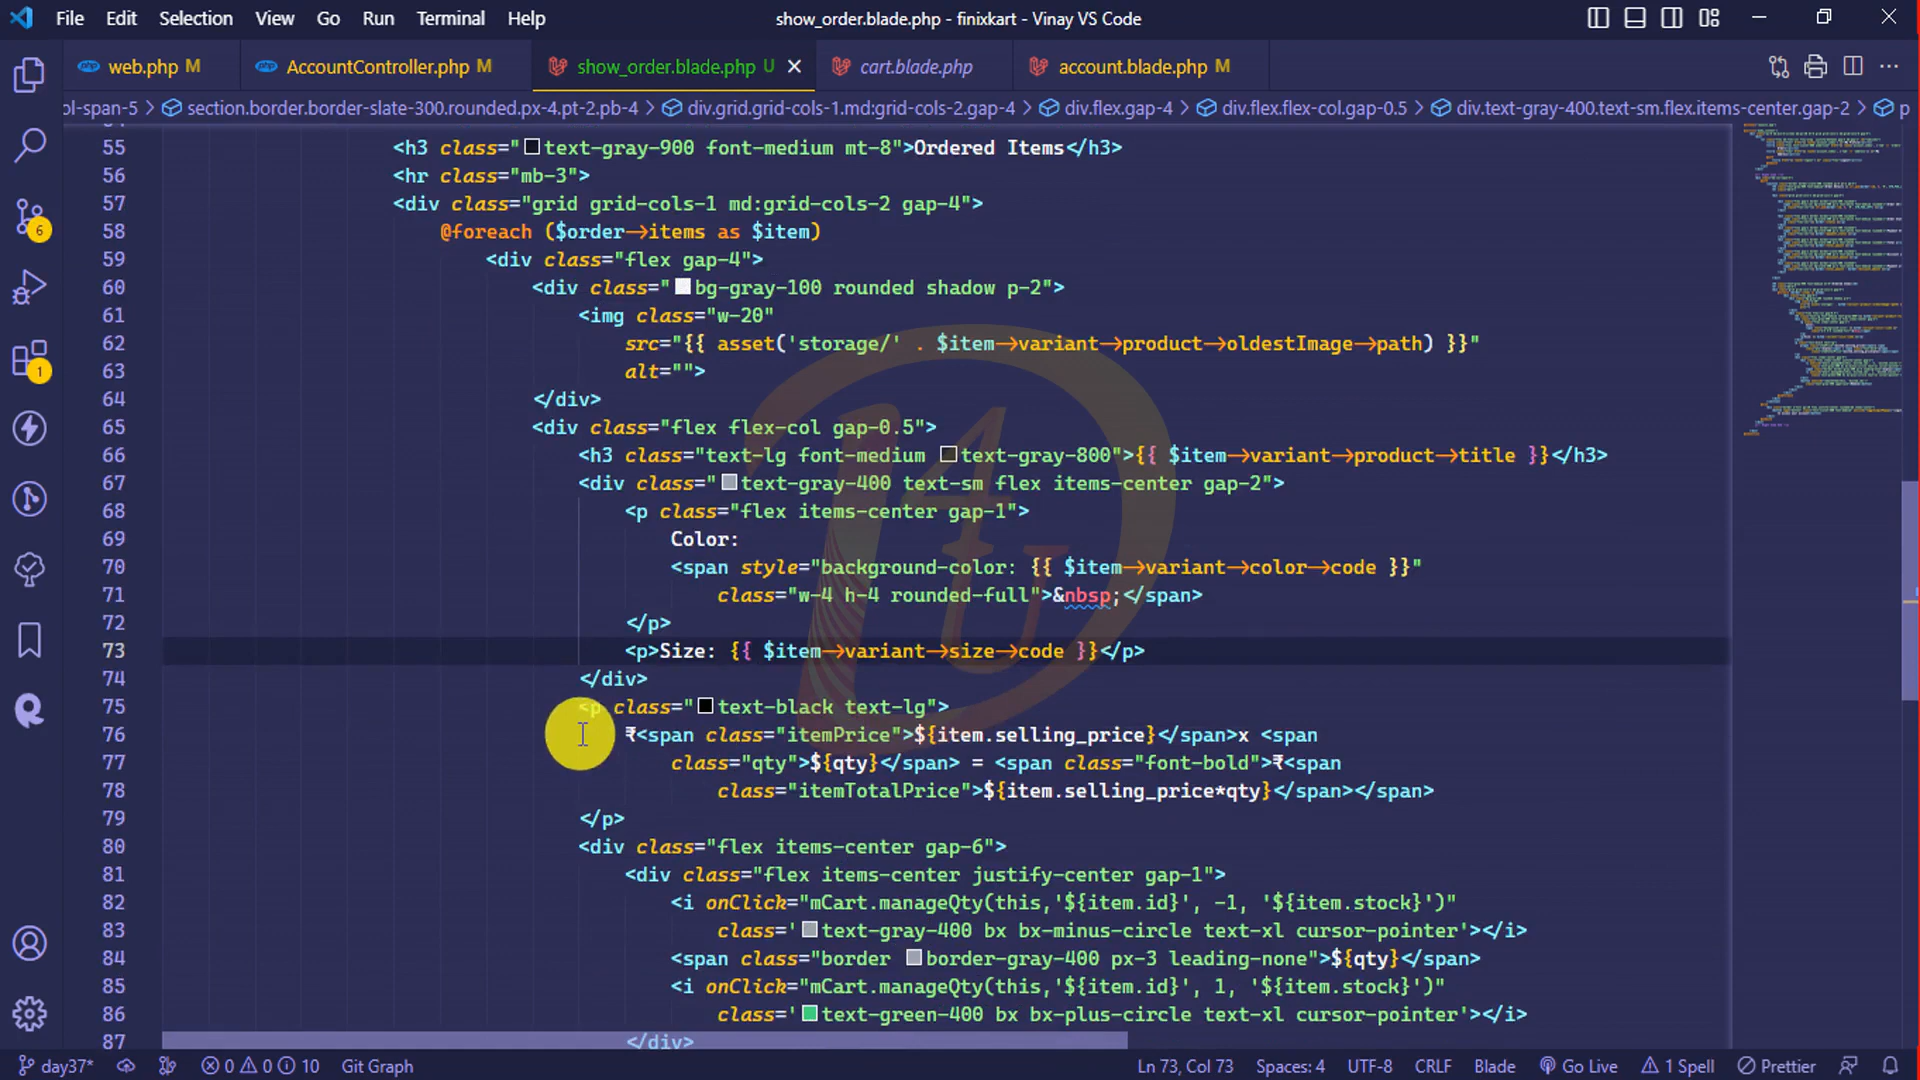 File Edit Selection View Go Run Terminal Help
show_order.blade.php - finixkart - Vinay VS Code
web.php M AccountController.php M show_order.blade.php U cart.blade.php account.blade.php M
ol-span-5 > section.border.border-slate-300.rounded.px-4.pt-2.pb-4 > div.grid.grid-cols-1.md:grid-cols-2.gap-4 > div.flex.gap-4 > div.flex.flex-col.gap-0.5 > div.text-gray-400.text-sm.flex.items-center.gap-2 > p
55 <h3 class="text-gray-900 font-medium mt-8">Ordered Items</h3>
56 <hr class="mb-3">
57 <div class="grid grid-cols-1 md:grid-cols-2 gap-4">
58 @foreach ($order->items as $item)
59 <div class="flex gap-4">
60 <div class="bg-gray-100 rounded shadow p-2">
61 <img class="w-20"
62 src="{{ asset('storage/' . $item->variant->product->oldestImage->path) }}"
63 alt="">
64 </div>
65 <div class="flex flex-col gap-0.5">
66 <h3 class="text-lg font-medium text-gray-800">{{ $item->variant->product->title }}</h3>
67 <div class="text-gray-400 text-sm flex items-center gap-2">
68 <p class="flex items-center gap-1">
69 Color:
70 <span style="background-color: {{ $item->variant->color->code }}"
71 class="w-4 h-4 rounded-full">&nbsp;</span>
72 </p>
73 <p>Size: {{ $item->variant->size->code }}</p>
74 </div>
75 <p class="text-black text-lg">
76 ₹<span class="itemPrice">${item.selling_price}</span>x <span
77 class="qty">${qty}</span> = <span class="font-bold">₹<span
78 class="itemTotalPrice">${item.selling_price*qty}</span></span>
79 </p>
80 <div class="flex items-center gap-6">
81 <div class="flex items-center justify-center gap-1">
82 <i onClick="mCart.manageQty(this,'${item.id}', -1, '${item.stock}')"
83 class='text-gray-400 bx bx-minus-circle text-xl cursor-pointer'></i>
84 <span class="border border-gray-400 px-3 leading-none">${qty}</span>
85 <i onClick="mCart.manageQty(this,'${item.id}', 1, '${item.stock}')"
86 class='text-green-400 bx bx-plus-circle text-xl cursor-pointer'></i>
87 </div>
6
1
day37* 0 0 10 Git Graph Ln 73, Col 73 Spaces: 4 UTF-8 CRLF Blade Go Live 1 Spell Prettier